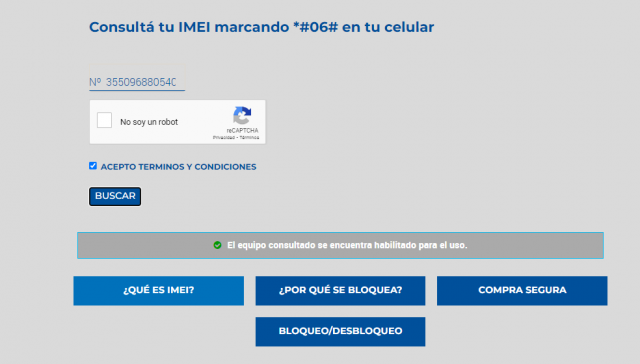 Consultá tu IMEI marcando *#06# en tu celular
Nº 35509688054C
No soy un robot
reCAPTCHA
Privacidad - Términos
ACEPTO TERMINOS Y CONDICIONES
BUSCAR
El equipo consultado se encuentra habilitado para el uso.
¿QUÉ ES IMEI?
¿POR QUÉ SE BLOQUEA?
COMPRA SEGURA
BLOQUEO/DESBLOQUEO